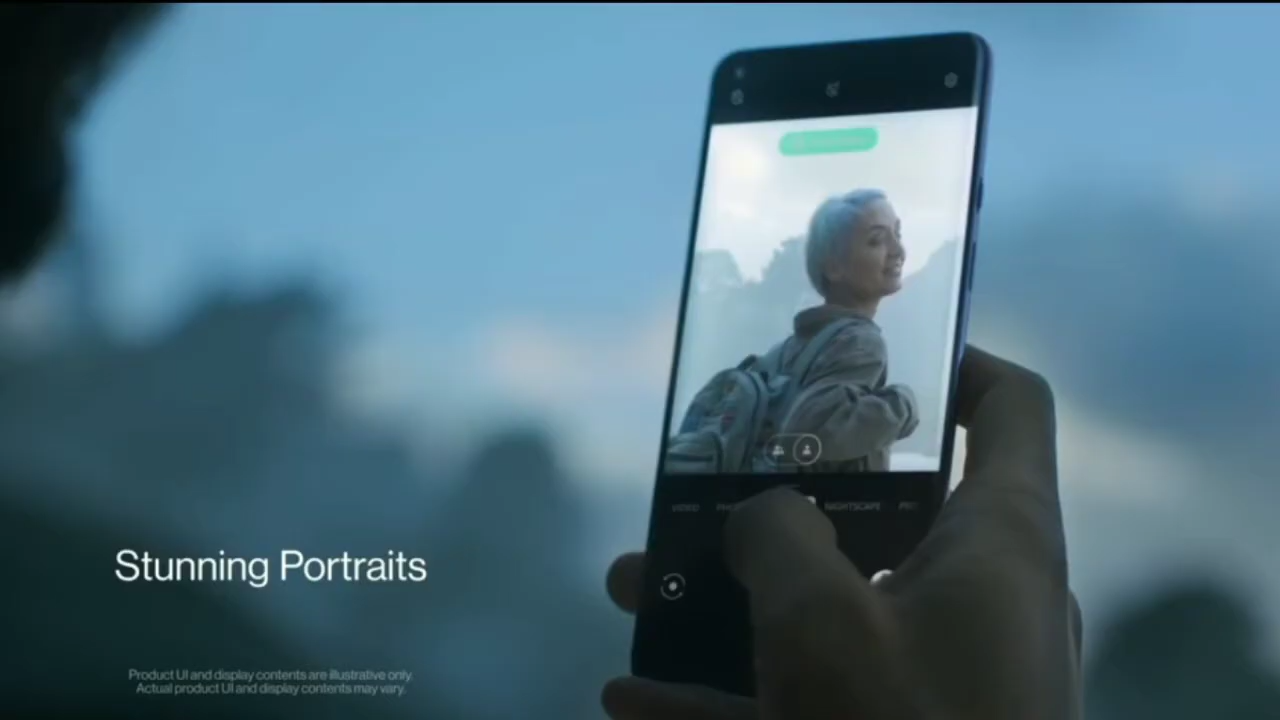 VIDEO NIGHTSCAPE PRO
Stunning Portraits
Product UI and display contents are illustrative only.
Actual product UI and display contents may vary.